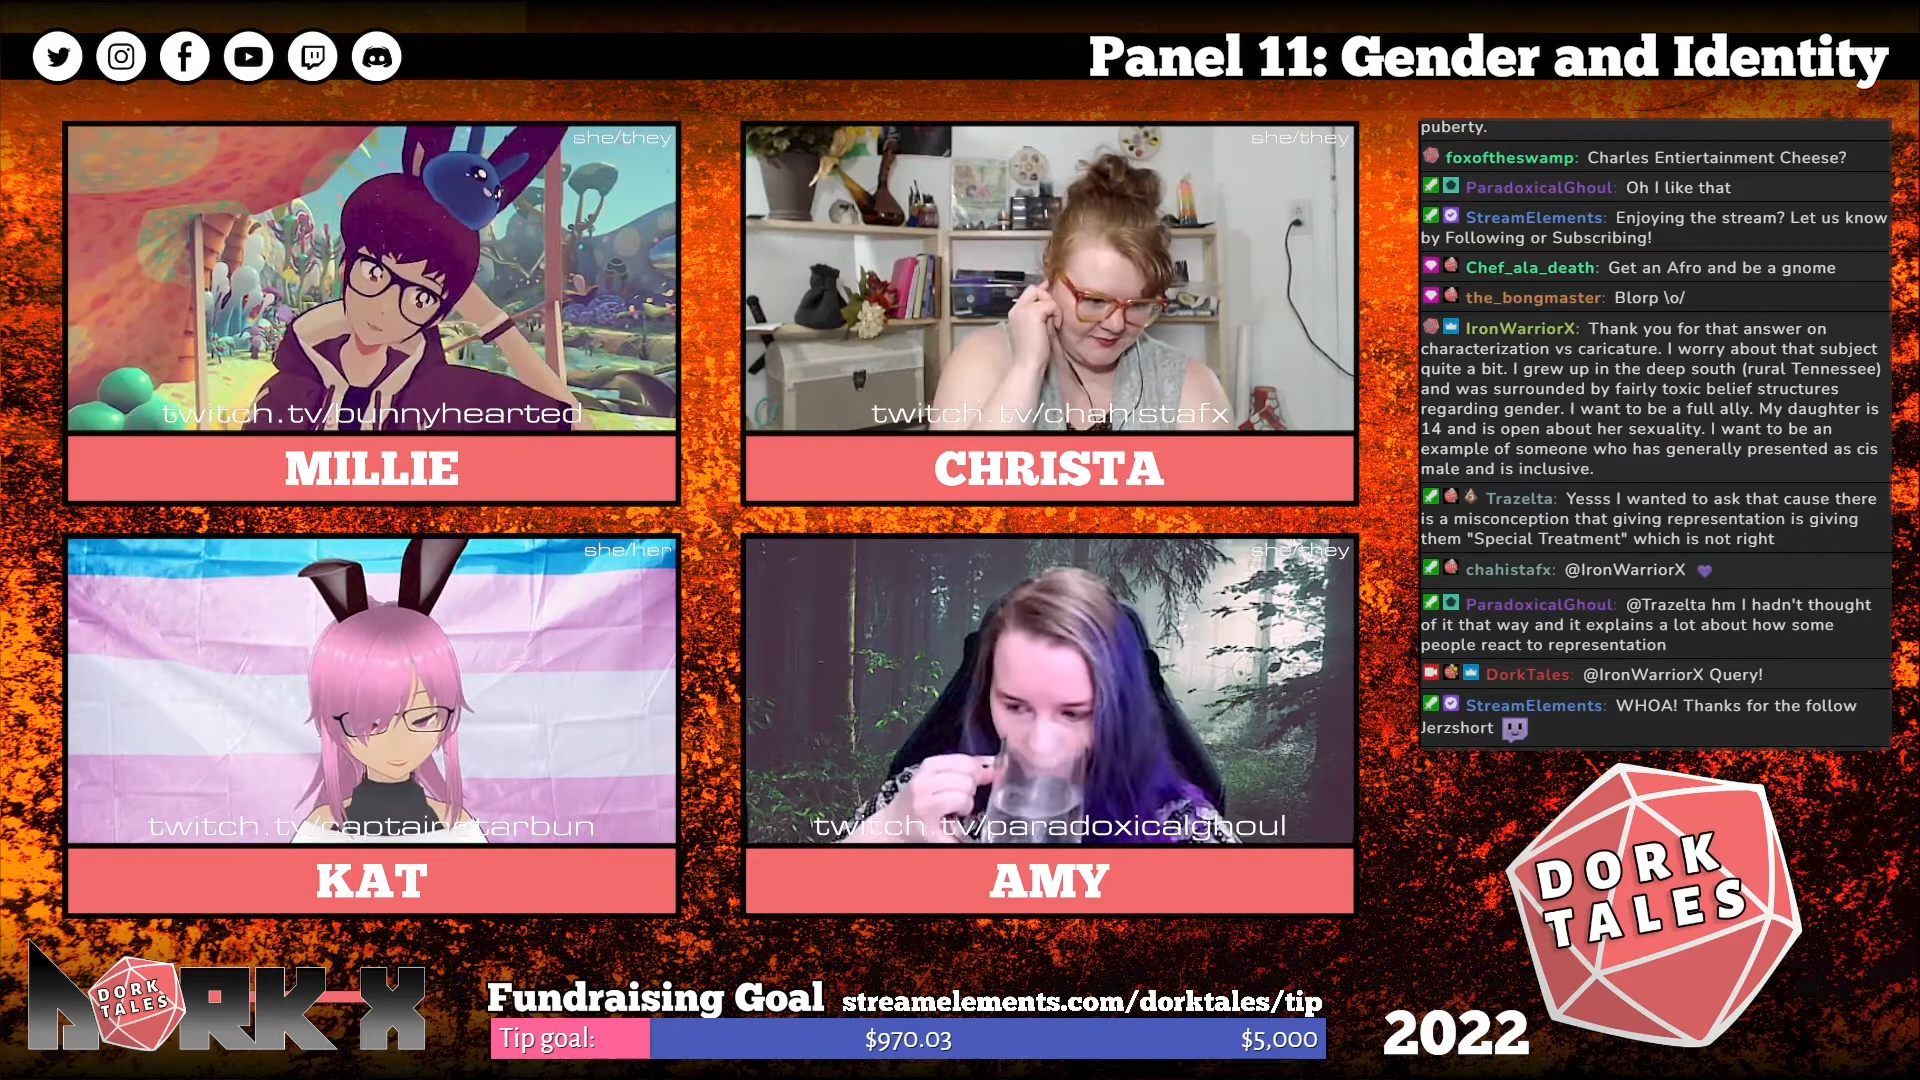 Panel 11: Gender and Identity
she/they
twitch.tv/bunnyhearted
MILLIE
she/they
twitch.tv/chahistafx
CHRISTA
she/her
twitch.tv/captainstarbun
KAT
she/they
twitch.tv/paradoxicalghoul
AMY
puberty.
foxoftheswamp: Charles Entiertainment Cheese?
ParadoxicalGhoul: Oh I like that
StreamElements: Enjoying the stream? Let us know
by Following or Subscribing!
Chef_ala_death: Get an Afro and be a gnome
the_bongmaster: Blorp \o/
IronWarriorX: Thank you for that answer on
characterization vs caricature. I worry about that subject
quite a bit. I grew up in the deep south (rural Tennessee)
and was surrounded by fairly toxic belief structures
regarding gender. I want to be a full ally. My daughter is
14 and is open about her sexuality. I want to be an
example of someone who has generally presented as cis
male and is inclusive.
Trazelta: Yesss I wanted to ask that cause there
is a misconception that giving representation is giving
them "Special Treatment" which is not right
chahistafx: @IronWarriorX
ParadoxicalGhoul: @Trazelta hm I hadn't thought
of it that way and it explains a lot about how some
people react to representation
DorkTales: @IronWarriorX Query!
StreamElements: WHOA! Thanks for the follow
Jerzshort
DORK
TALES
DORK-X
DORK
TALES
Fundraising Goal streamelements.com/dorktales/tip
Tip goal: $970.03 $5,000
2022